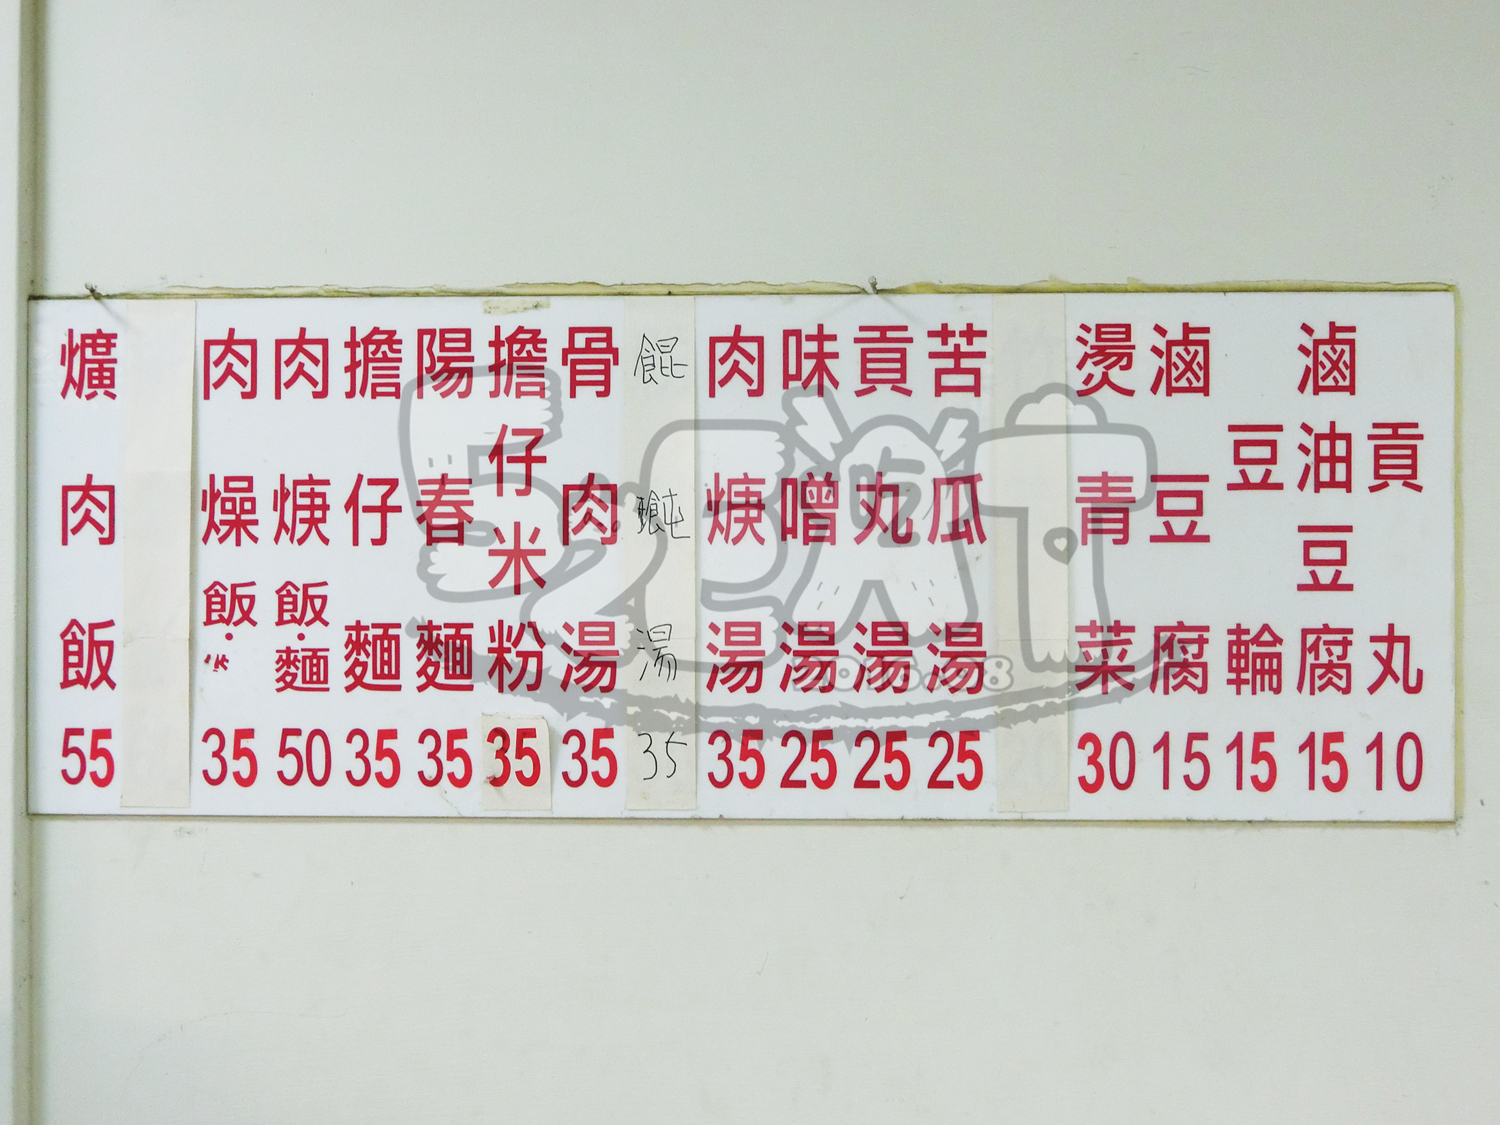 爌肉飯 55
肉燥飯· 35
肉焿飯·麵 50
擔仔麵 35
陽春麵 35
擔仔米粉 35
骨肉湯 35
餛飩湯 35
肉焿湯 35
味噌湯 25
貢丸湯 25
苦瓜湯 25
燙青菜 30
滷豆腐 15
豆輪 15
滷油豆腐 15
貢丸 10
2016.08